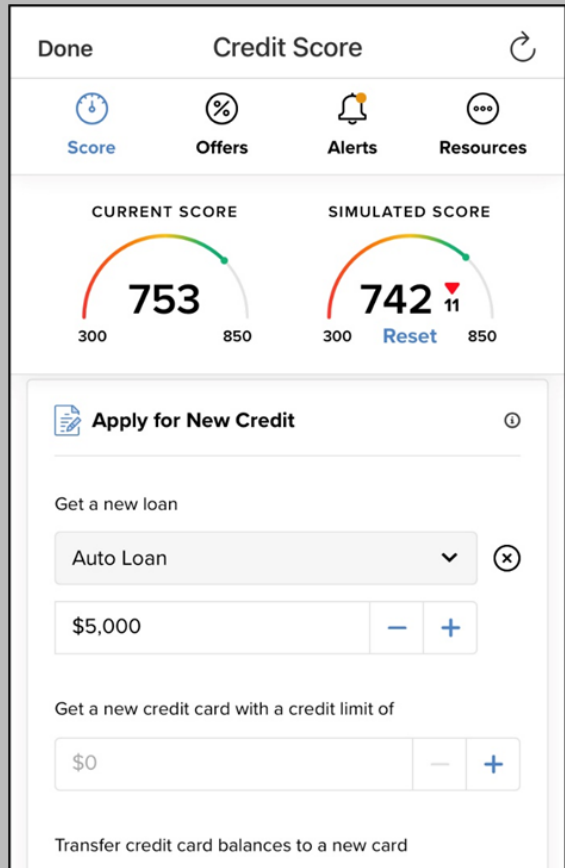 Done Credit Score
Score Offers Alerts Resources
CURRENT SCORE SIMULATED SCORE
753 742 11
300 850 300 Reset 850
Apply for New Credit
Get a new loan
Auto Loan
$5,000
Get a new credit card with a credit limit of
$0
Transfer credit card balances to a new card